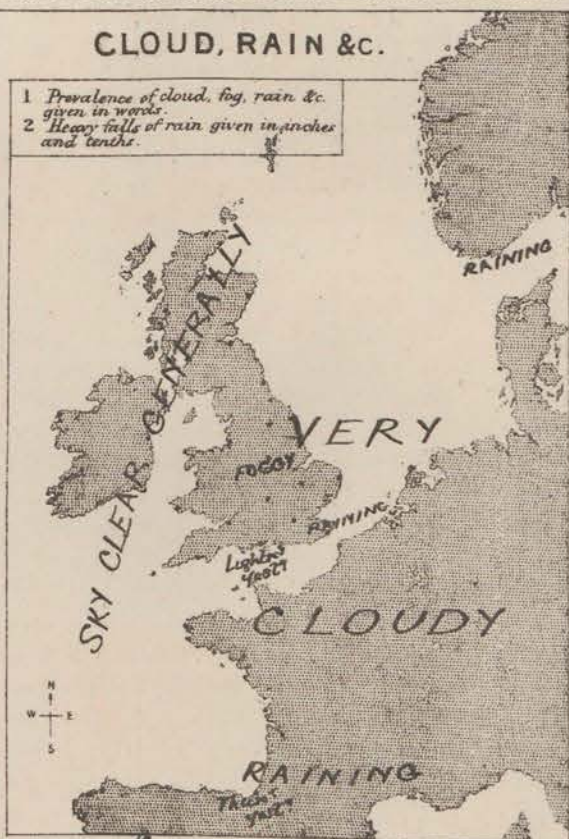 CLOUD, RAIN &c.
1 Prevalence of cloud, fog, rain &c.
given in words.
2 Heavy falls of rain given in inches
and tenths.
RAINING
SKY CLEAR GENERALLY
VERY
FOGGY
RAINING
CLOUDY
N
W E
S
RAINING